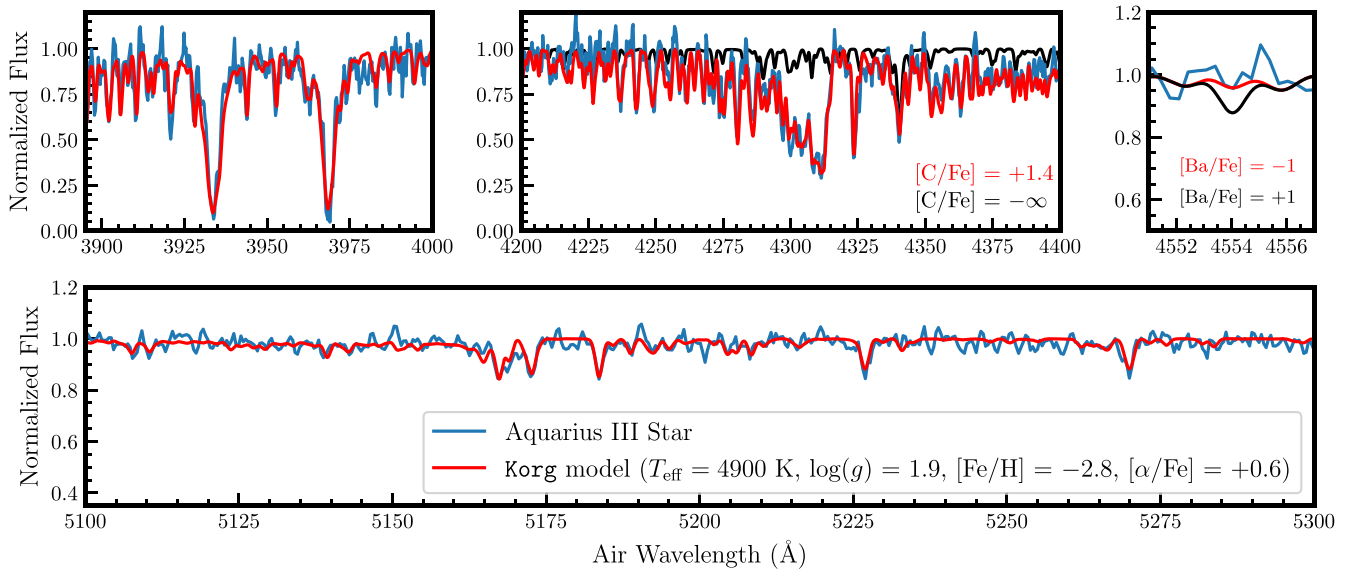 Normalized Flux
1.00
0.75
0.50
0.25
0.00
3900 3925 3950 3975 4000
1.00
0.75
0.50
0.25
0.00
[C/Fe] = +1.4
[C/Fe] = −∞
4200 4225 4250 4275 4300 4325 4350 4375 4400
1.2
1.0
0.8
0.6
[Ba/Fe] = −1
[Ba/Fe] = +1
4552 4554 4556
Normalized Flux
1.2
1.0
0.8
0.6
0.4
Aquarius III Star
Korg model (Teff = 4900 K, log(g) = 1.9, [Fe/H] = −2.8, [α/Fe] = +0.6)
5100 5125 5150 5175 5200 5225 5250 5275 5300
Air Wavelength (Å)